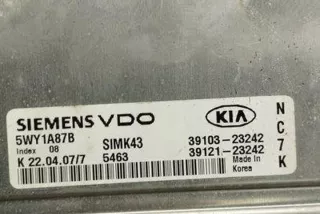 SIEMENS VDO KIA
5WY1A87B SIMK43 39103-23242
Index 08 5463 39121-23242
K 22.04.07/7 Made in
Korea
NC7K